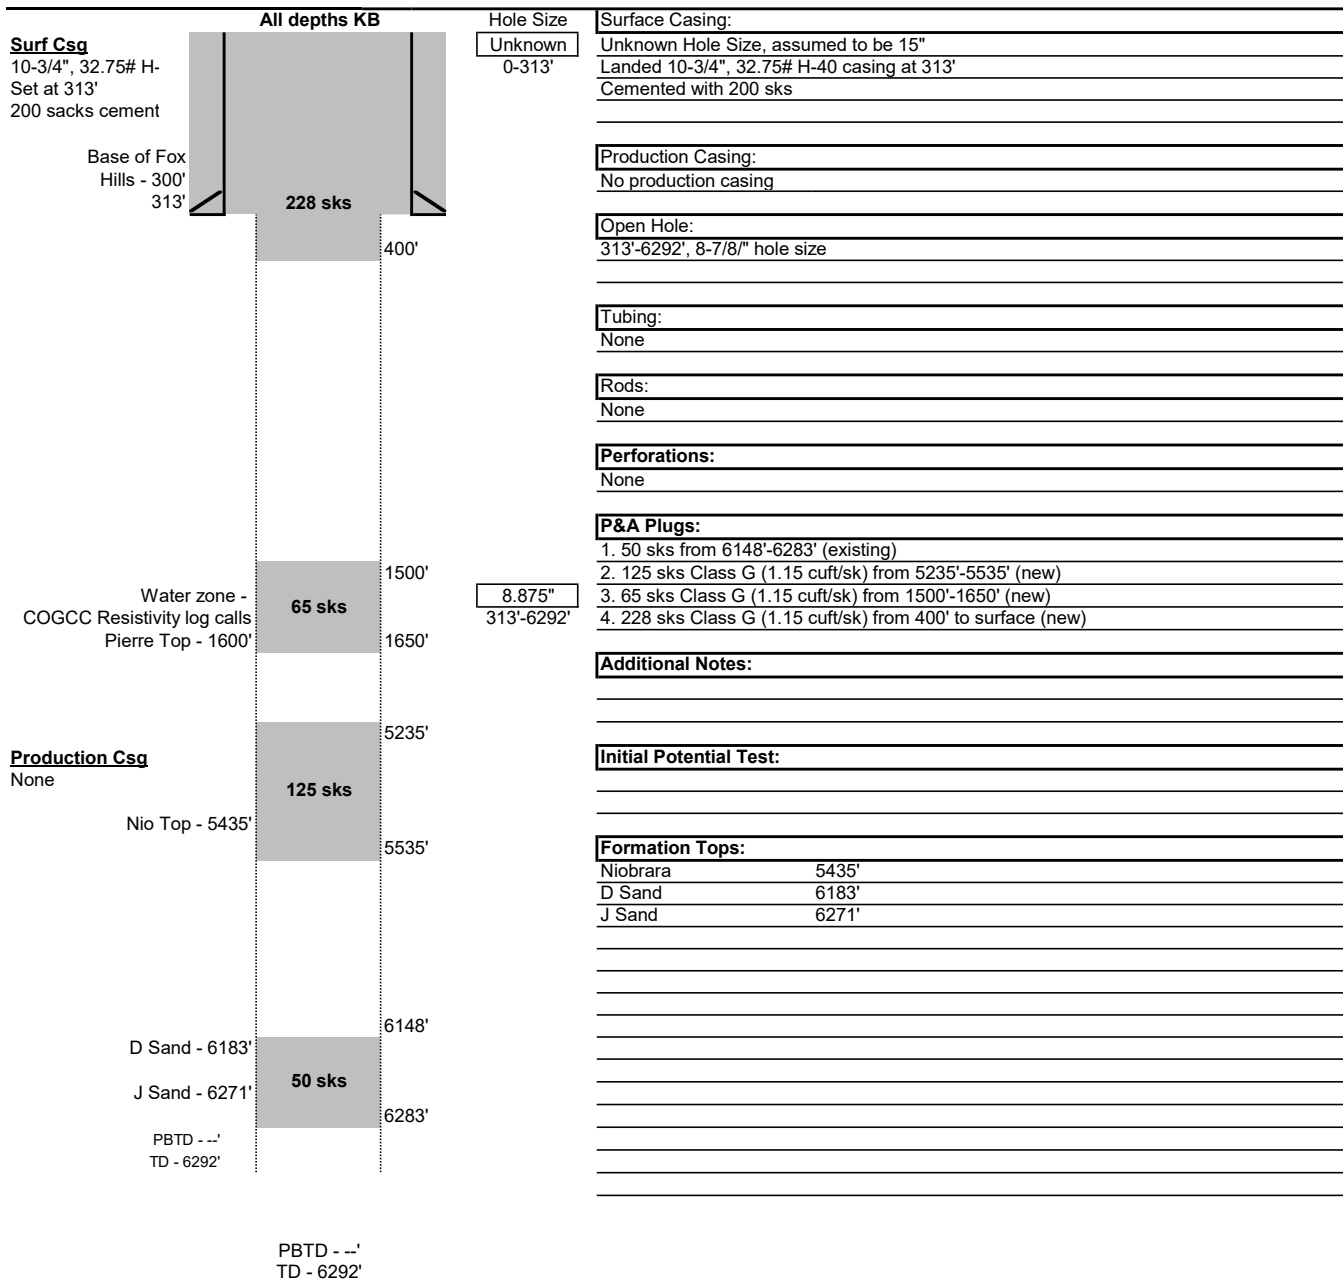 All depths KB
Surf Csg
10-3/4", 32.75# H-
Set at 313'
200 sacks cement
Base of Fox
Hills - 300'
313'
228 sks
400'
1500'
Water zone -
COGCC Resistivity log calls
65 sks
Pierre Top - 1600'
1650'
5235'
Production Csg
None
125 sks
Nio Top - 5435'
5535'
6148'
D Sand - 6183'
50 sks
J Sand - 6271'
6283'
PBTD - --'
TD - 6292'
PBTD - --'
TD - 6292'
Hole Size
Unknown
0-313'
8.875"
313'-6292'
Surface Casing:
Unknown Hole Size, assumed to be 15"
Landed 10-3/4", 32.75# H-40 casing at 313'
Cemented with 200 sks
Production Casing:
No production casing
Open Hole:
313'-6292', 8-7/8/" hole size
Tubing:
None
Rods:
None
Perforations:
None
P&A Plugs:
1. 50 sks from 6148'-6283' (existing)
2. 125 sks Class G (1.15 cuft/sk) from 5235'-5535' (new)
3. 65 sks Class G (1.15 cuft/sk) from 1500'-1650' (new)
4. 228 sks Class G (1.15 cuft/sk) from 400' to surface (new)
Additional Notes:
Initial Potential Test:
Formation Tops:
Niobrara 5435'
D Sand 6183'
J Sand 6271'